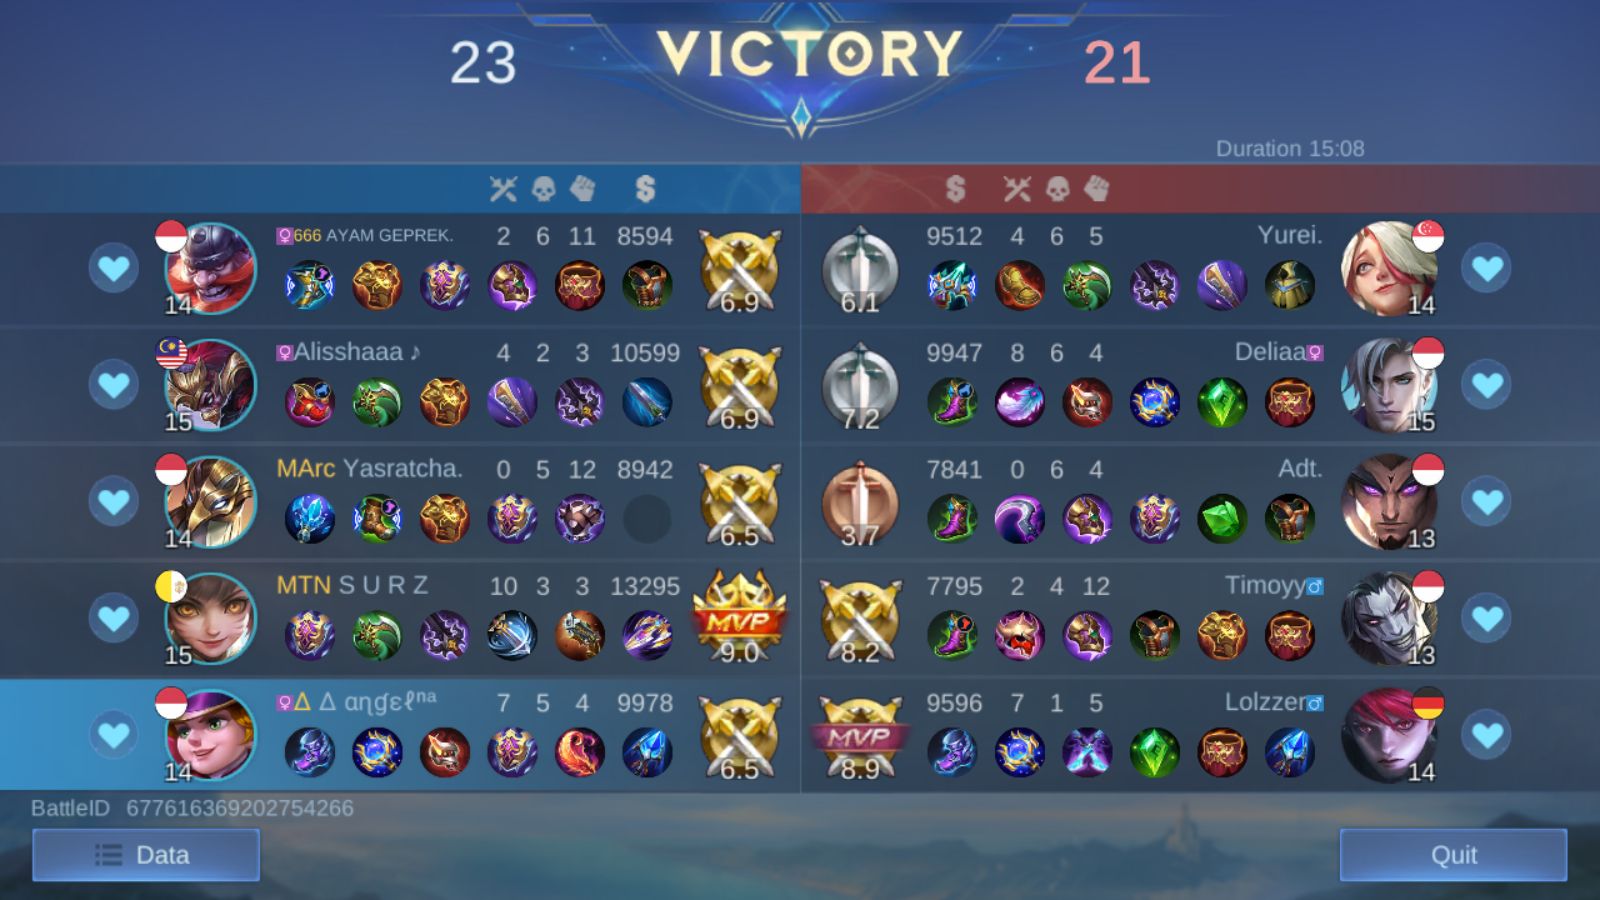 23 VICTORY 21
Duration 15:08
666 AYAM GEPREK. 2 6 11 8594 6.9 14
6.1 9512 4 6 5 Yurei. 14
Alisshaaa ♪ 4 2 3 10599 6.9 15
7.2 9947 8 6 4 Deliaa 15
MArc Yasratcha. 0 5 12 8942 6.5 14
3.7 7841 0 6 4 Adt. 13
MTN S U R Z 10 3 3 13295 MVP 9.0 15
8.2 7795 2 4 12 Timoyy 13
Δ Δ αηɠεℓⁿᵃ 7 5 4 9978 6.5 14
MVP 8.9 9596 7 1 5 Lolzzer 14
BattleID 677616369202754266
Data
Quit